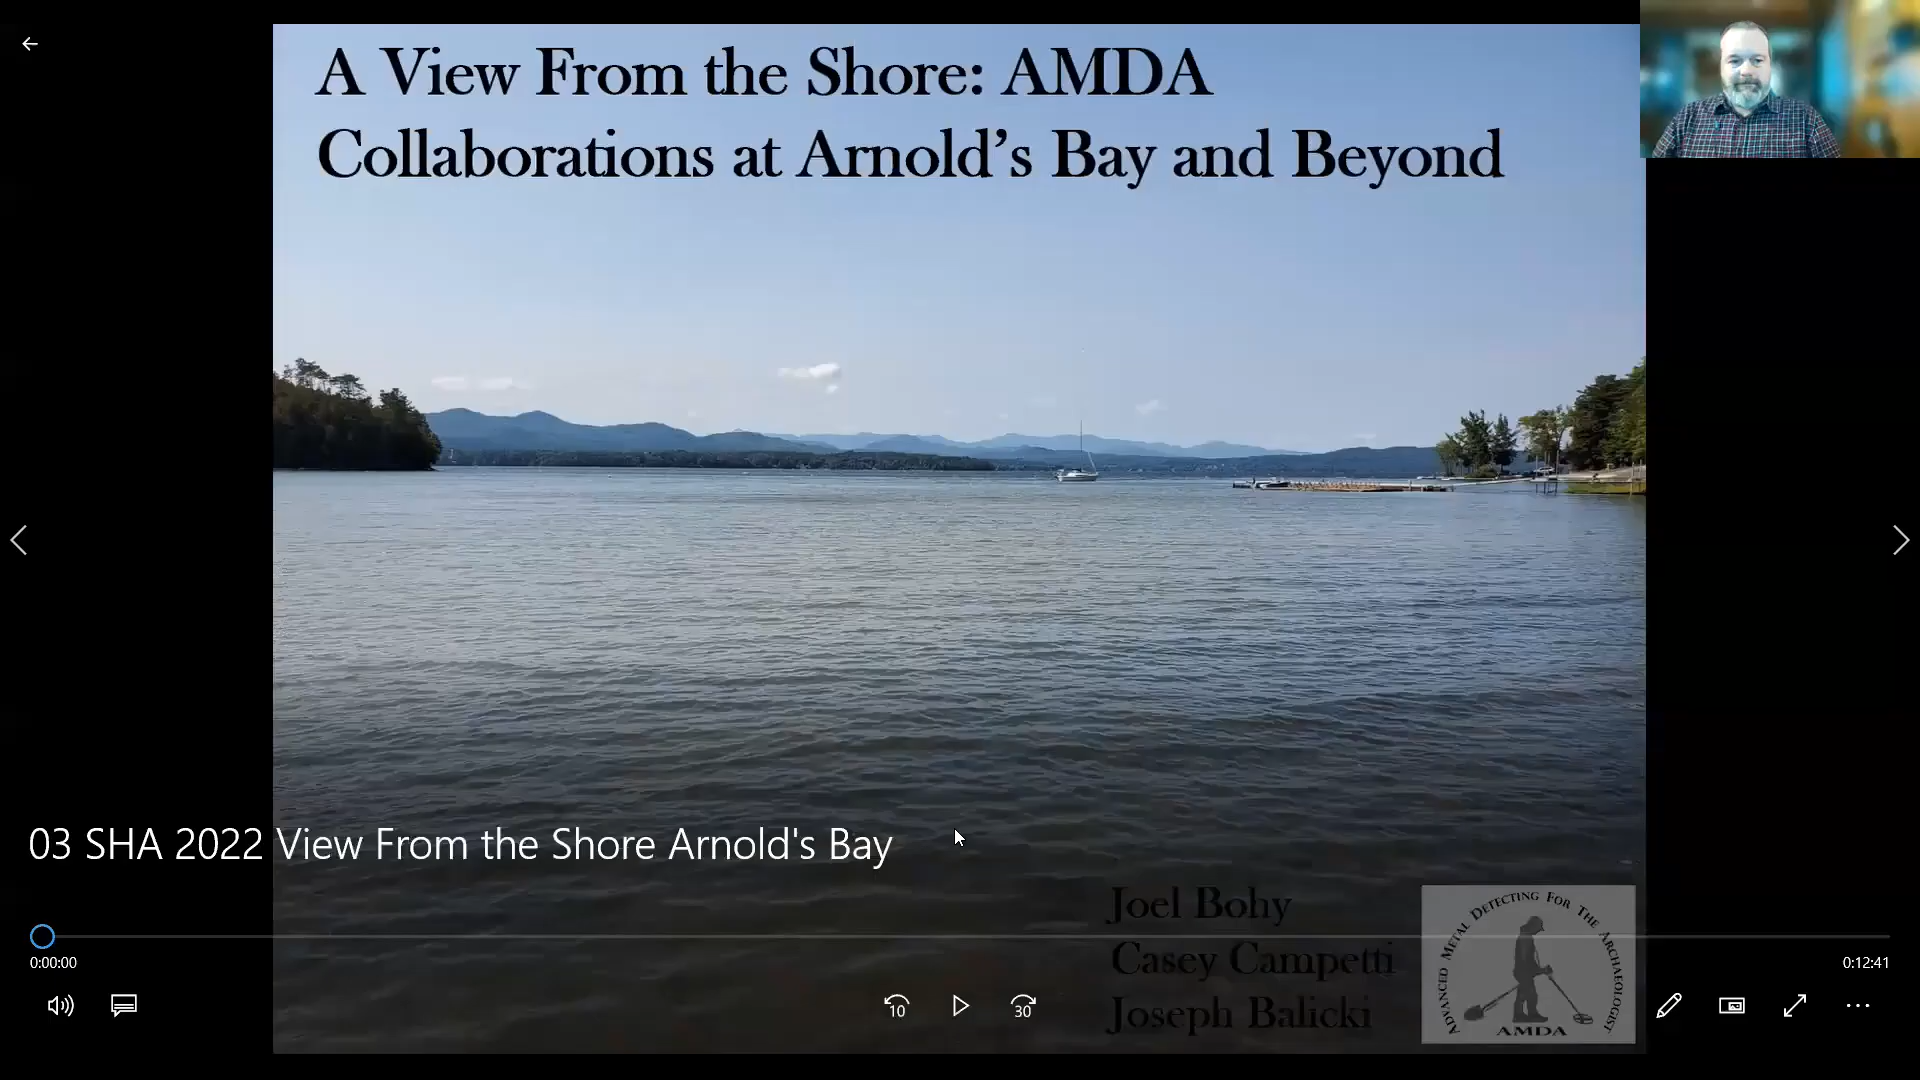 A View From the Shore: AMDA
Collaborations at Arnold's Bay and Beyond
03 SHA 2022 View From the Shore Arnold's Bay
Joel Bohy
Casey Campetti
Joseph Balicki
ADVANCED METAL DETECTING FOR THE ARCHAEOLOGIST
AMDA
0:00:00
0:12:41
10
30